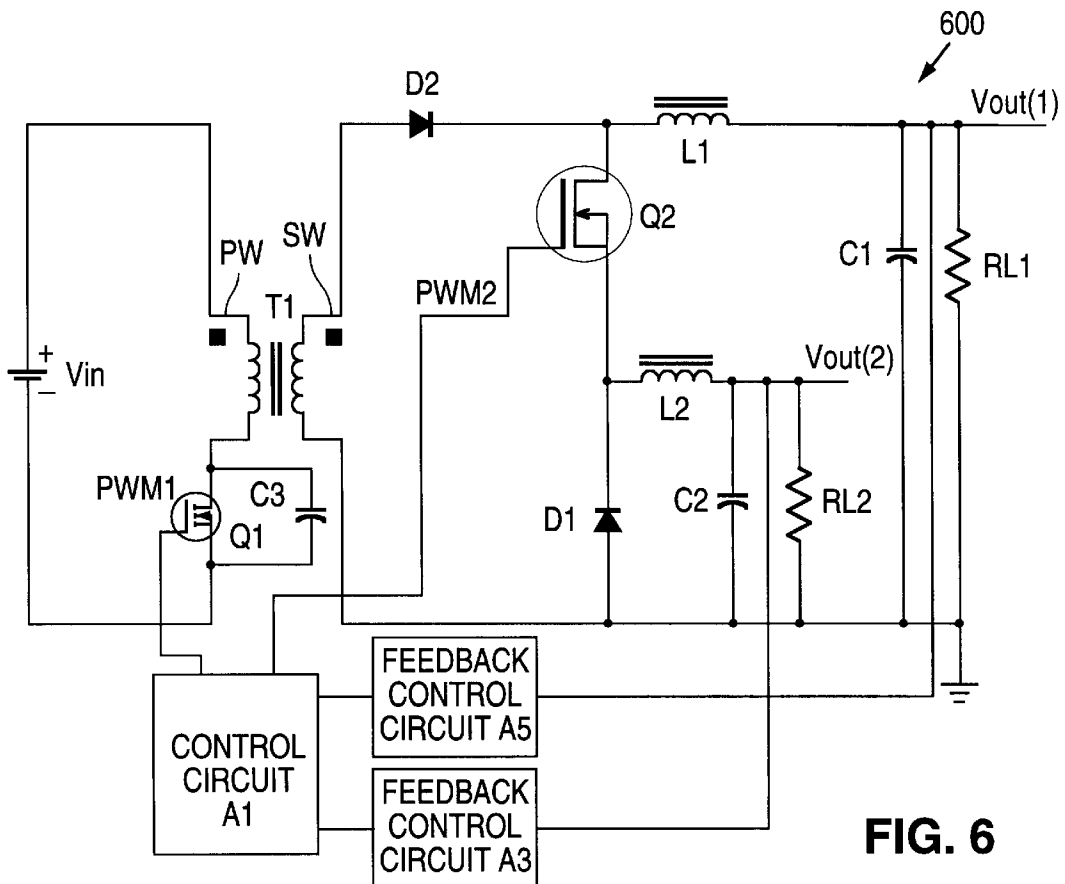 600
D2
Vout(1)
L1
Q2
PW
SW
T1
PWM2
C1
RL1
+
Vin
−
Vout(2)
L2
PWM1
C3
Q1
D1
C2
RL2
FEEDBACK
CONTROL
CIRCUIT A5
CONTROL
CIRCUIT
A1
FEEDBACK
CONTROL
CIRCUIT A3
FIG. 6